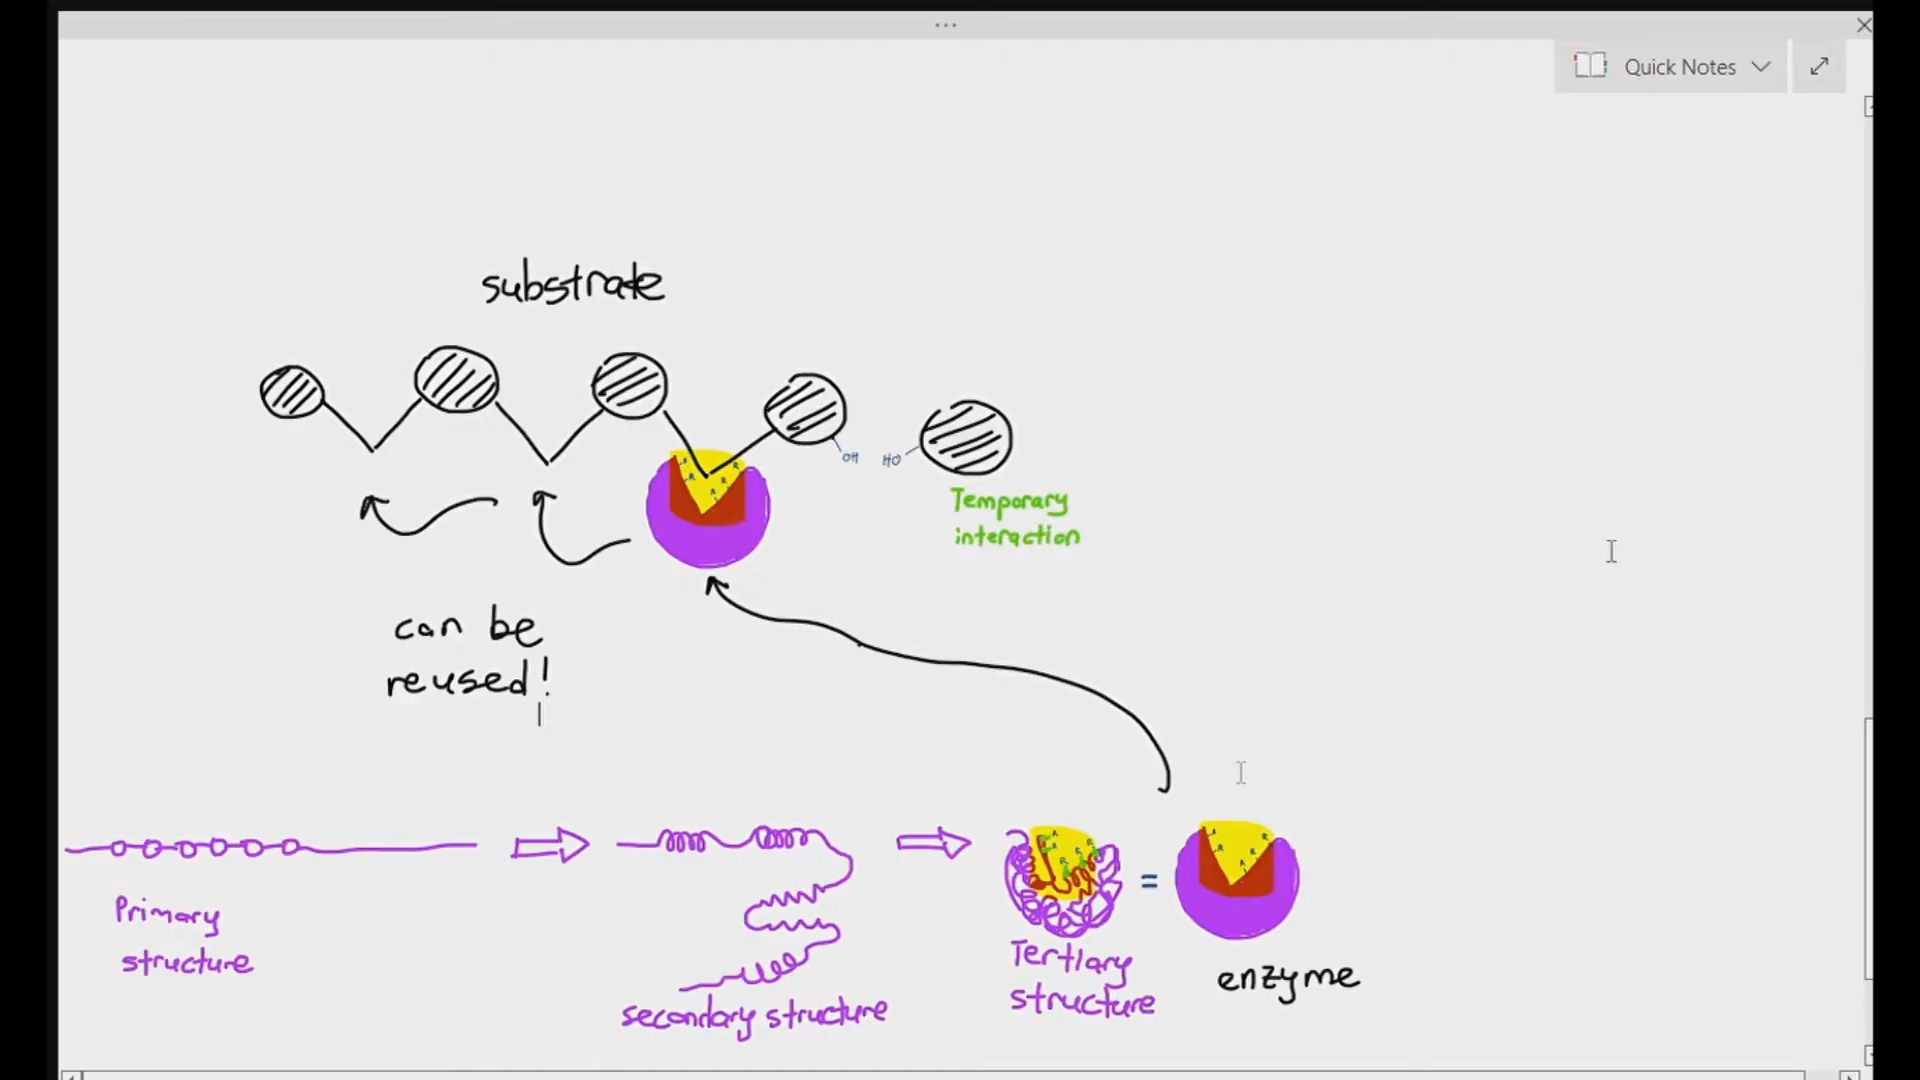 Quick Notes
substrate
OH HO
Temporary
interaction
can be
reused!
R
R
R
R
R
R
R
R
R
R
=
R
R
R
R
R
Primary
structure
secondary structure
Tertiary
structure
enzyme